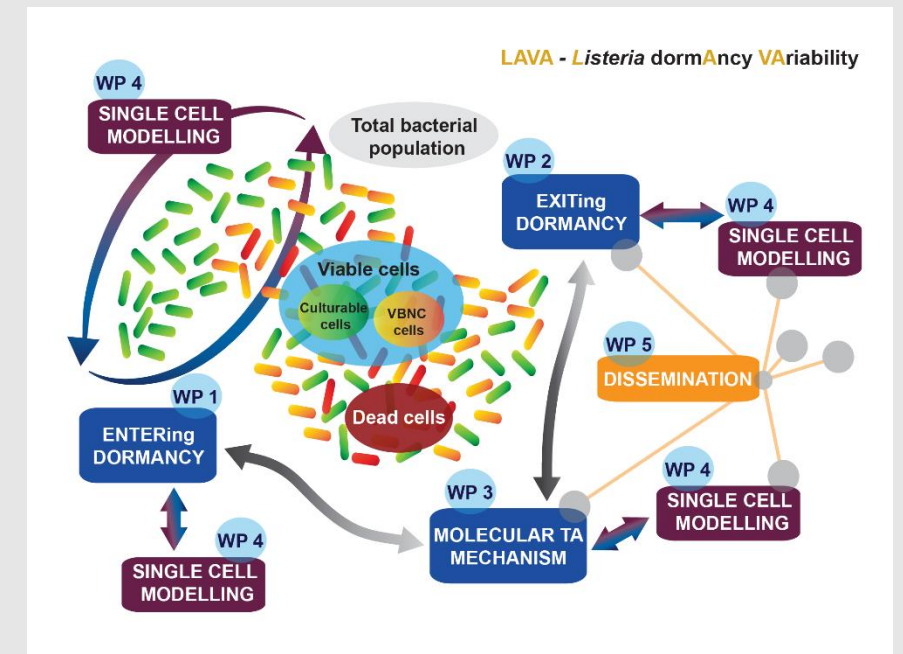 LAVA - Listeria dormAncy VAriability
WP 4
SINGLE CELL
MODELLING
Total bacterial
population
WP 2
EXITing
DORMANCY
WP 4
SINGLE CELL
MODELLING
Viable cells
Culturable
cells
VBNC
cells
WP 5
DISSEMINATION
WP 1
ENTERing
DORMANCY
Dead cells
WP 3
MOLECULAR TA
MECHANISM
WP 4
SINGLE CELL
MODELLING
WP 4
SINGLE CELL
MODELLING